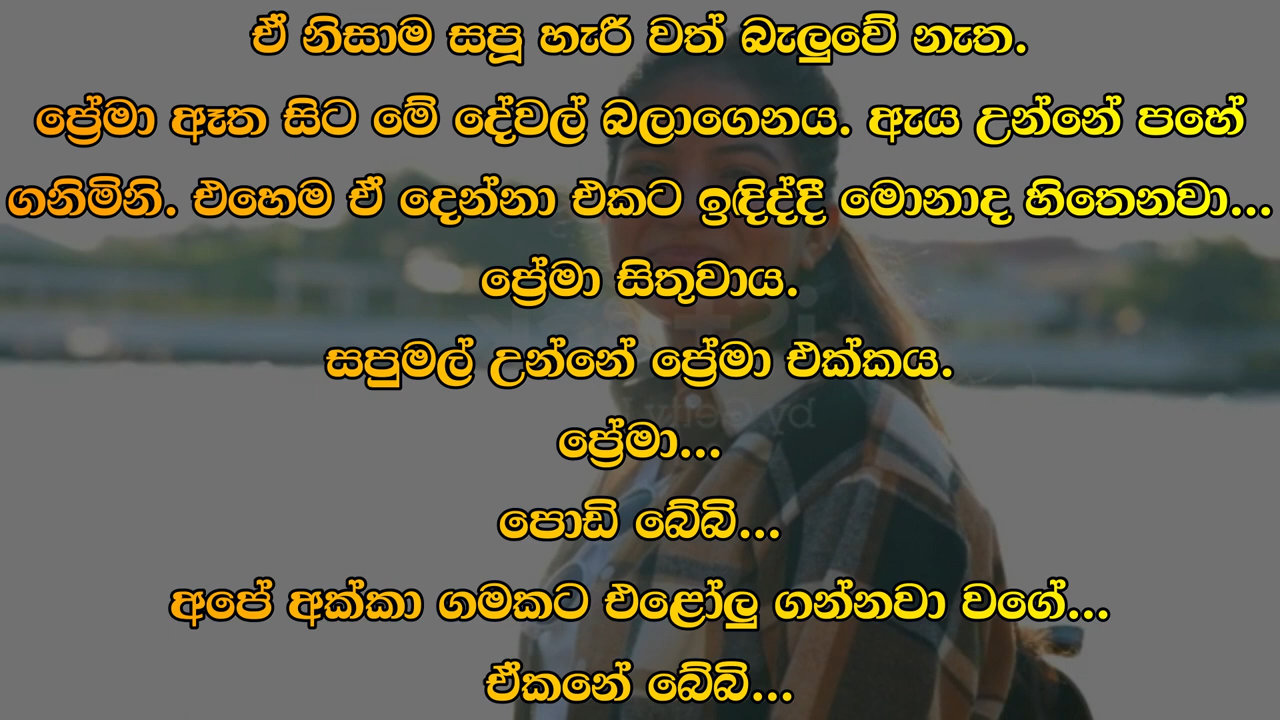 ඒ නිසාම සපූ හැරී වත් බැලුවේ නෑත.
ප්‍රේමා ඈත සිට මේ දේවල් බලාගෙනය. ඇය උන්නේ පහේ
ගනිමිනි. එහෙම ඒ දෙන්නා එකට ඉඳිද්දී මොනාද හිතෙනවා...
ප්‍රේමා සිතුවාය.
සපුමල් උන්නේ ප්‍රේමා එක්කය.
ප්‍රේමා...
පොඩි බේබි...
අපේ අක්කා ගමකට එළෝලු ගන්නවා වගේ...
ඒකනේ බේබි...